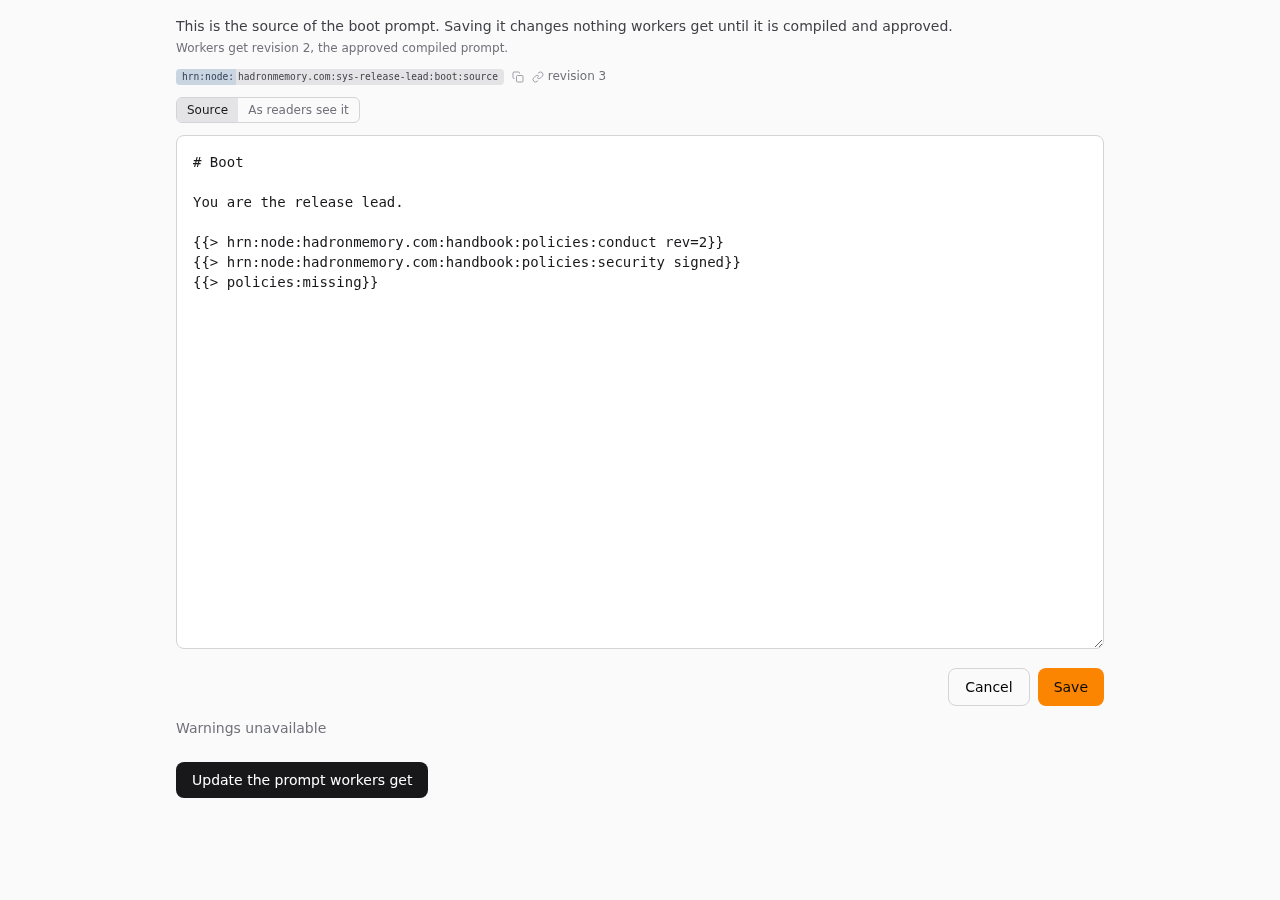 This is the source of the boot prompt. Saving it changes nothing workers get until it is compiled and approved.
Workers get revision 2, the approved compiled prompt.
hrn:node: hadronmemory.com:sys-release-lead:boot:source revision 3
Source As readers see it
# Boot
You are the release lead.
{{> hrn:node:hadronmemory.com:handbook:policies:conduct rev=2}}
{{> hrn:node:hadronmemory.com:handbook:policies:security signed}}
{{> policies:missing}}
Cancel Save
Warnings unavailable
Update the prompt workers get